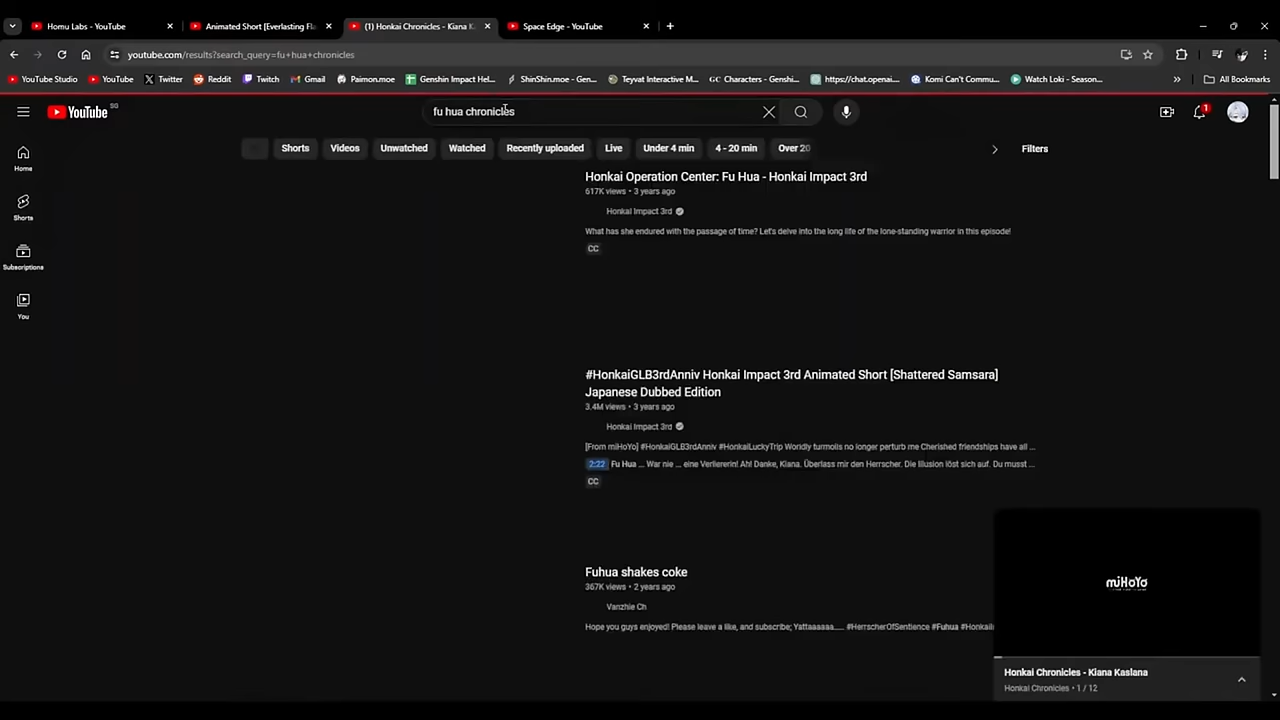 Homu Labs - YouTube
Animated Short [Everlasting Fl
(1) Honkai Chronicles - Kiana K
Space Edge - YouTube
youtube.com/results?search_query=fu+hua+chronicles
YouTube Studio
YouTube
Twitter
Reddit
Twitch
Gmail
Paimon.moe
Genshin Impact Hel...
ShinShin.moe - Gen...
Teyvat Interactive M...
GC Characters - Genshi...
https://chat.openai...
Komi Can't Commu...
Watch Loki - Season...
All Bookmarks
YouTube SG
fu hua chronicles
1
Shorts
Videos
Unwatched
Watched
Recently uploaded
Live
Under 4 min
4 - 20 min
Over 20
Filters
Home
Shorts
Subscriptions
You
Honkai Operation Center: Fu Hua - Honkai Impact 3rd
617K views • 3 years ago
Honkai Impact 3rd
What has she endured with the passage of time? Let's delve into the long life of the lone-standing warrior in this episode!
CC
#HonkaiGLB3rdAnniv Honkai Impact 3rd Animated Short [Shattered Samsara]
Japanese Dubbed Edition
3.4M views • 3 years ago
Honkai Impact 3rd
[From miHoYo] #HonkaiGLB3rdAnniv #HonkaiLuckyTrip Worldly turmoils no longer perturb me Cherished friendships have all ...
2:22 Fu Hua ... War nie ... eine Verliererin! Ah! Danke, Kiana. Überlass mir den Herrscher. Die Illusion löst sich auf. Du musst ...
CC
Fuhua shakes coke
367K views • 2 years ago
Vanzhie Ch
Hope you guys enjoyed! Please leave a like, and subscribe; Yattaaaaaa..... #HerrscherOfSentience #Fuhua #Honkaii
miHoYo
Honkai Chronicles - Kiana Kaslana
Honkai Chronicles • 1 / 12